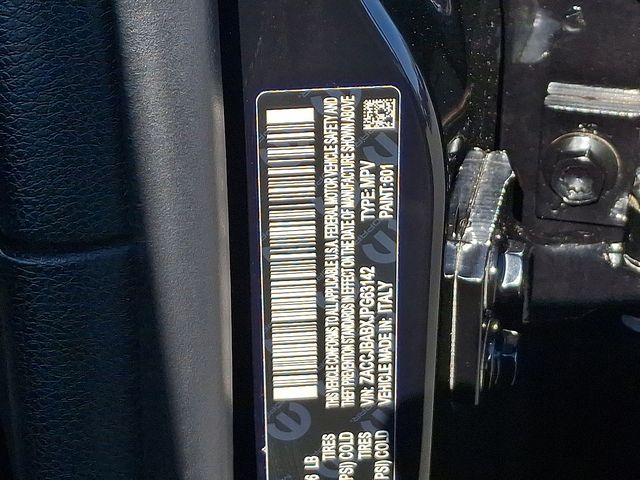 THIS VEHICLE CONFORMS TO ALL APPLICABLE U.S.A. FEDERAL MOTOR VEHICLE SAFETY AND
THEFT PREVENTION STANDARDS IN EFFECT ON THE DATE OF MANUFACTURE SHOWN ABOVE
VIN: ZACCJBABXJPG63142 TYPE: MPV
VEHICLE MADE IN: ITALY PAINT: 601
6 LB
TIRES
PSI) COLD
TIRES
PSI) COLD